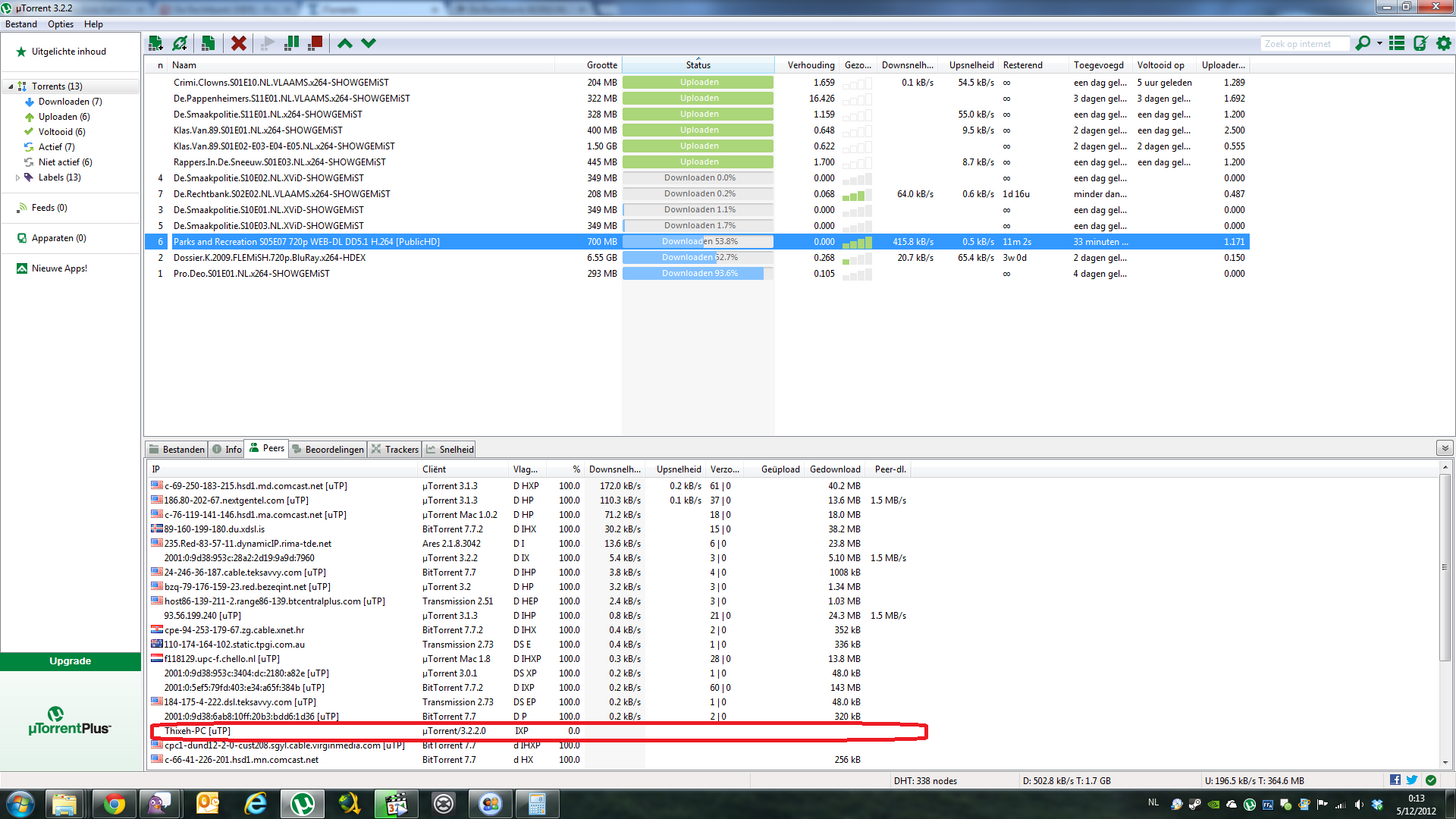 µTorrent 3.2.2
Bestand Opties Help
Uitgelichte inhoud
Zoek op internet
Torrents (13)
Downloaden (7)
Uploaden (6)
Voltooid (6)
Actief (7)
Niet actief (6)
Labels (13)
Feeds (0)
Apparaten (0)
Nieuwe Apps!
Upgrade
µTorrentPlus™
n Naam Grootte Status Verhouding Gezo... Downsnelh... Upsnelheid Resterend Toegevoegd Voltooid op Uploader...
Crimi.Clowns.S01E10.NL.VLAAMS.x264-SHOWGEMiST 204 MB Uploaden 1.659 0.1 kB/s 54.5 kB/s ∞ een dag gel... 5 uur geleden 1.289
De.Pappenheimers.S11E01.NL.VLAAMS.x264-SHOWGEMiST 322 MB Uploaden 16.426 ∞ 3 dagen gel... 3 dagen gel... 1.692
De.Smaakpolitie.S11E01.NL.x264-SHOWGEMiST 328 MB Uploaden 1.159 55.0 kB/s ∞ een dag gel... een dag gel... 1.200
Klas.Van.89.S01E01.NL.x264-SHOWGEMiST 400 MB Uploaden 0.648 9.5 kB/s ∞ 2 dagen gel... een dag gel... 2.500
Klas.Van.89.S01E02-E03-E04-E05.NL.x264-SHOWGEMiST 1.50 GB Uploaden 0.622 ∞ 2 dagen gel... 2 dagen gel... 0.555
Rappers.In.De.Sneeuw.S01E03.NL.x264-SHOWGEMiST 445 MB Uploaden 1.700 8.7 kB/s ∞ een dag gel... een dag gel... 1.200
4 De.Smaakpolitie.S10E02.NL.XViD-SHOWGEMiST 349 MB Downloaden 0.0% 0.000 ∞ een dag gel... 0.000
7 De.Rechtbank.S02E02.NL.VLAAMS.x264-SHOWGEMiST 208 MB Downloaden 0.2% 0.068 64.0 kB/s 0.6 kB/s 1d 16u minder dan... 0.487
3 De.Smaakpolitie.S10E01.NL.XViD-SHOWGEMiST 349 MB Downloaden 1.1% 0.000 ∞ een dag gel... 0.000
5 De.Smaakpolitie.S10E03.NL.XViD-SHOWGEMiST 349 MB Downloaden 1.7% 0.000 ∞ een dag gel... 0.000
6 Parks and Recreation S05E07 720p WEB-DL DD5.1 H.264 [PublicHD] 700 MB Downloaden 53.8% 0.000 415.8 kB/s 0.5 kB/s 11m 2s 33 minuten ... 1.171
2 Dossier.K.2009.FLEMiSH.720p.BluRay.x264-HDEX 6.55 GB Downloaden 62.7% 0.268 20.7 kB/s 65.4 kB/s 3w 0d 2 dagen gel... 0.150
1 Pro.Deo.S01E01.NL.x264-SHOWGEMiST 293 MB Downloaden 93.6% 0.105 ∞ 4 dagen gel... 0.000
Bestanden Info Peers Beoordelingen Trackers Snelheid
IP Cliënt Vlag... % Downsnelh... Upsnelheid Verzo... Geüpload Gedownload Peer-dl.
c-69-250-183-215.hsd1.md.comcast.net [uTP] µTorrent 3.1.3 D HXP 100.0 172.0 kB/s 0.2 kB/s 61 | 0 40.2 MB
186.80-202-67.nextgentel.com [uTP] µTorrent 3.1.3 D HP 100.0 110.3 kB/s 0.1 kB/s 37 | 0 13.6 MB 1.5 MB/s
c-76-119-141-146.hsd1.ma.comcast.net [uTP] µTorrent Mac 1.0.2 D HP 100.0 71.2 kB/s 18 | 0 18.0 MB
89-160-199-180.du.xdsl.is BitTorrent 7.7.2 D IHX 100.0 30.2 kB/s 15 | 0 38.2 MB
235.Red-83-57-11.dynamicIP.rima-tde.net Ares 2.1.8.3042 D I 100.0 13.6 kB/s 6 | 0 23.8 MB
2001:0:9d38:953c:28a2:2d19:9a9d:7960 µTorrent 3.2.2 D IX 100.0 5.4 kB/s 3 | 0 5.10 MB 1.5 MB/s
24-246-36-187.cable.teksavvy.com [uTP] BitTorrent 7.7 D IHP 100.0 3.8 kB/s 4 | 0 1008 kB
bzq-79-176-159-23.red.bezeqint.net [uTP] µTorrent 3.2 D HP 100.0 3.2 kB/s 3 | 0 1.34 MB
host86-139-211-2.range86-139.btcentralplus.com [uTP] Transmission 2.51 D HEP 100.0 2.4 kB/s 3 | 0 1.03 MB
93.56.199.240 [uTP] µTorrent 3.1.3 D IHP 100.0 0.8 kB/s 21 | 0 24.3 MB 1.5 MB/s
cpe-94-253-179-67.zg.cable.xnet.hr BitTorrent 7.7.2 D IHX 100.0 0.4 kB/s 2 | 0 352 kB
110-174-164-102.static.tpgi.com.au Transmission 2.73 DS E 100.0 0.4 kB/s 1 | 0 336 kB
f118129.upc-f.chello.nl [uTP] µTorrent Mac 1.8 D IHXP 100.0 0.3 kB/s 28 | 0 13.8 MB
2001:0:9d38:953c:3404:dc:2180:a82e [uTP] µTorrent 3.0.1 DS XP 100.0 0.2 kB/s 1 | 0 48.0 kB
2001:0:5ef5:79fd:403:e34:a65f:384b [uTP] BitTorrent 7.7.2 D IXP 100.0 0.2 kB/s 60 | 0 143 MB
184-175-4-222.dsl.teksavvy.com [uTP] Transmission 2.73 DS EP 100.0 0.2 kB/s 1 | 0 48.0 kB
2001:0:9d38:6ab8:10ff:20b3:bdd6:1d36 [uTP] BitTorrent 7.7 D P 100.0 0.2 kB/s 2 | 0 320 kB
Thixeh-PC [uTP] µTorrent/3.2.2.0 IXP 0.0
cpc1-dund12-2-0-cust208.sgyl.cable.virginmedia.com [uTP] BitTorrent 7.7 d IHXP 100.0
c-66-41-226-201.hsd1.mn.comcast.net BitTorrent 7.7 d HX 100.0 256 kB
DHT: 338 nodes D: 502.8 kB/s T: 1.7 GB U: 196.5 kB/s T: 364.6 MB
NL 0:13
5/12/2012